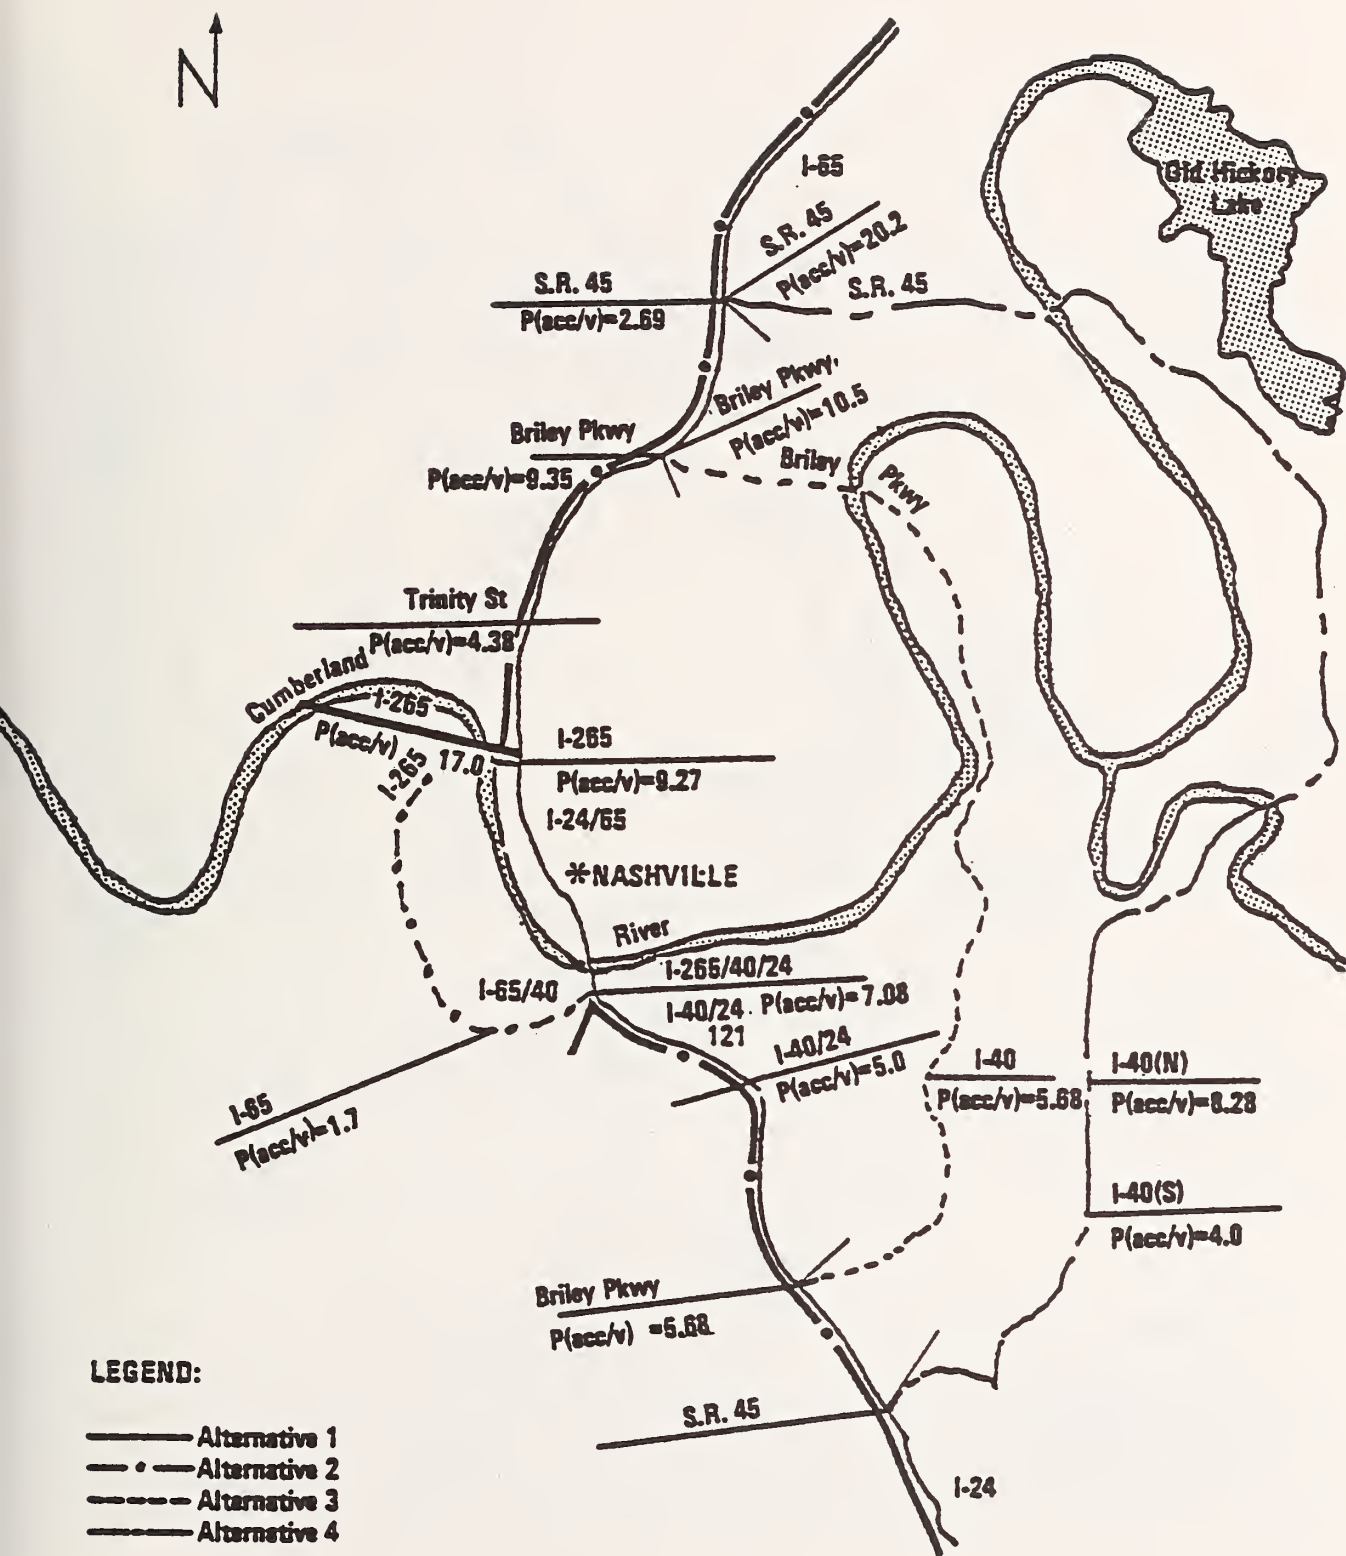 N
I-65
Old Hickory
Lake
S.R. 45
P(acc/v)=20.2
S.R. 45
P(acc/v)=2.69
S.R. 45
Briley Pkwy.
P(acc/v)=10.5
Briley Pkwy
P(acc/v)=9.35
Briley Pkwy
Trinity St
P(acc/v)=4.38
Cumberland
I-265
P(acc/v) 17.0
I-265
I-265
P(acc/v)=9.27
I-24/65
*NASHVILLE
River
I-265/40/24
P(acc/v)=7.08
I-65/40
I-40/24
121
I-40/24
P(acc/v)=5.0
I-40
P(acc/v)=5.68
I-40(N)
P(acc/v)=8.28
I-65
P(acc/v)=1.7
I-40(S)
P(acc/v)=4.0
Briley Pkwy
P(acc/v) =5.68
S.R. 45
I-24
LEGEND:
Alternative 1
Alternative 2
Alternative 3
Alternative 4